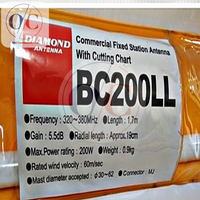 DIAMOND
ANTENNA
Commercial Fixed Station Antenna
With Cutting Chart
BC200LL
● Frequency : 320~380MHz ● Length : 1.7m
● Gain : 5.5dB ● Radial length : Approx.19cm
● Max.Power rating : 200W ● Weight : 0.9kg
Rated wind velocity : 60m/sec
Mast diameter accepted : φ30~62 ● Connector : MJ